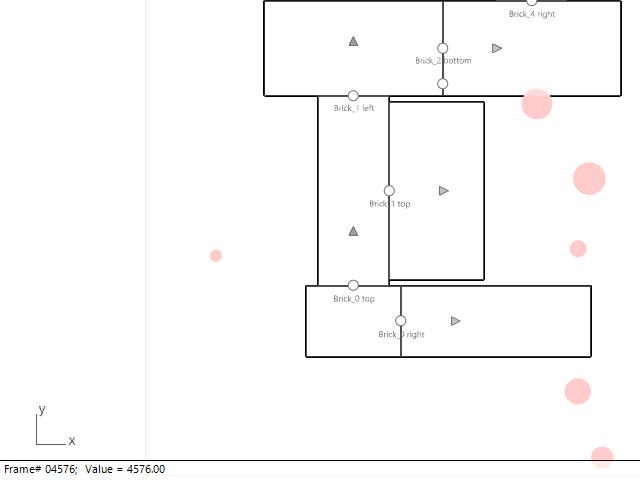 Brick_4 right
Brick_2 bottom
Brick_1 left
Brick_1 top
Brick_0 top
Brick_0 right
y
x
Frame# 04576; Value = 4576.00